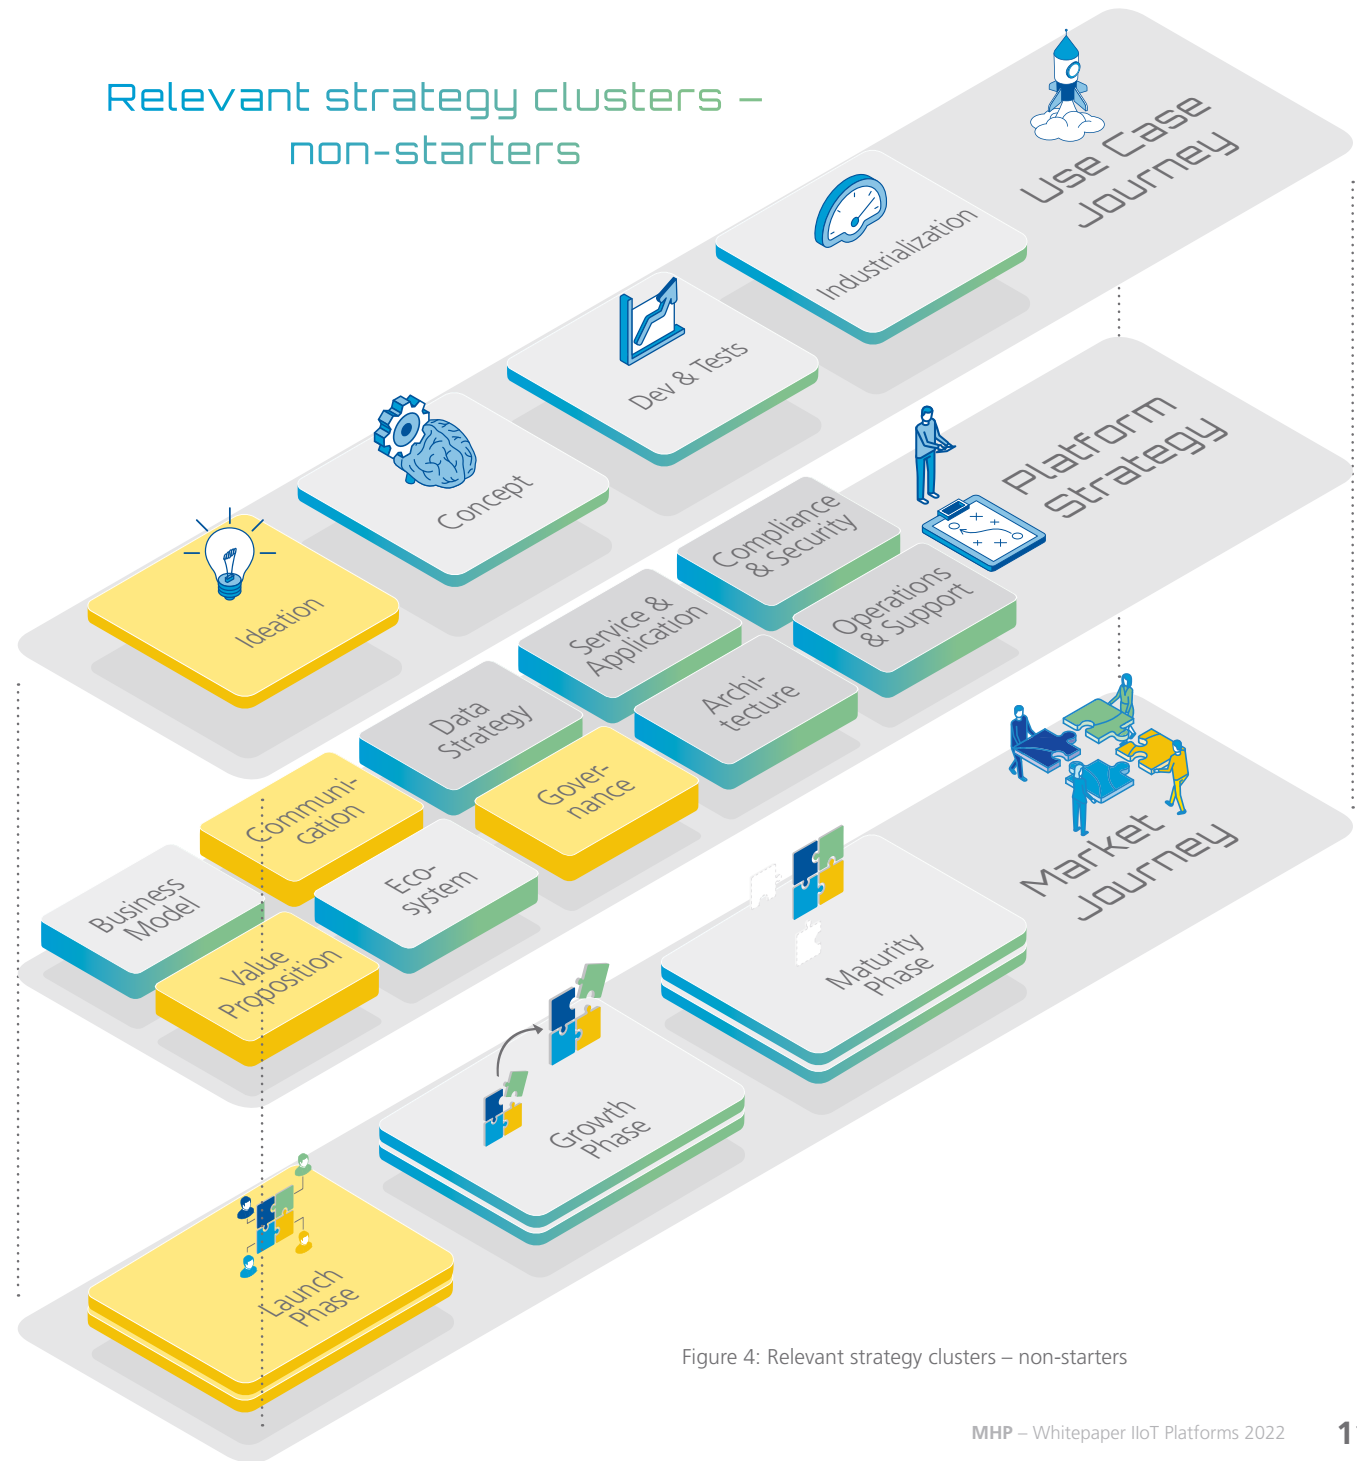 Relevant strategy clusters –
non-starters
Use Case
Journey
Industrialization
Dev & Tests
Concept
Ideation
Platform
Strategy
Compliance
& Security
Operations
& Support
Service &
Application
Archi-
tecture
Data
Strategy
Gover-
nance
Communi-
cation
Eco-
system
Business
Model
Value
Proposition
Market
Journey
Maturity
Phase
Growth
Phase
Launch
Phase
Figure 4: Relevant strategy clusters – non-starters
MHP – Whitepaper IIoT Platforms 2022